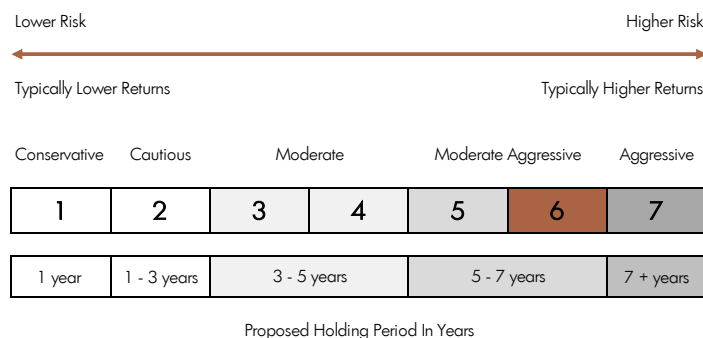 Lower Risk Higher Risk
Typically Lower Returns Typically Higher Returns
Conservative Cautious Moderate Moderate Aggressive Aggressive
1 2 3 4 5 6 7
1 year 1 - 3 years 3 - 5 years 5 - 7 years 7 + years
Proposed Holding Period In Years